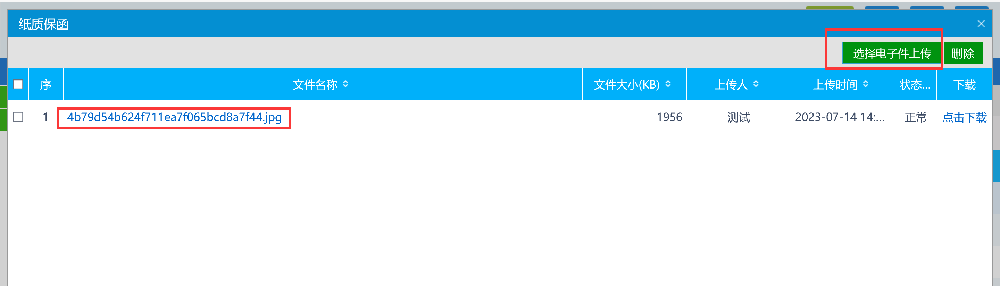 纸质保函
选择电子件上传 删除
序 文件名称 文件大小(KB) 上传人 上传时间 状态... 下载
1 4b79d54b624f711ea7f065bcd8a7f44.jpg 1956 测试 2023-07-14 14:... 正常 点击下载